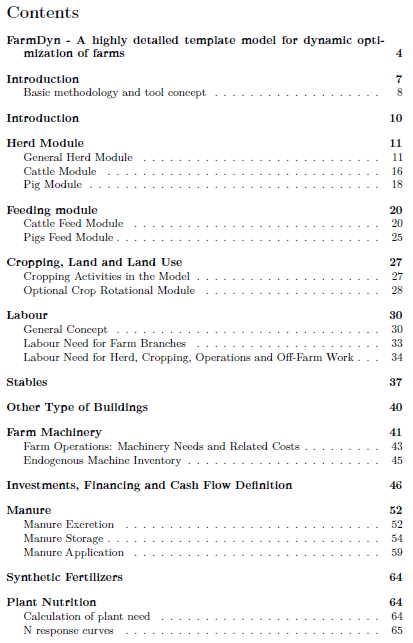 Contents
FarmDyn - A highly detailed template model for dynamic opti-
mization of farms 4
Introduction 7
Basic methodology and tool concept . . . . . . . . . . . . . . . . . . . 8
Introduction 10
Herd Module 11
General Herd Module . . . . . . . . . . . . . . . . . . . . . . . . . . . 11
Cattle Module . . . . . . . . . . . . . . . . . . . . . . . . . . . . . . . 16
Pig Module . . . . . . . . . . . . . . . . . . . . . . . . . . . . . . . . . 18
Feeding module 20
Cattle Feed Module . . . . . . . . . . . . . . . . . . . . . . . . . . . . 20
Pigs Feed Module . . . . . . . . . . . . . . . . . . . . . . . . . . . . . . 25
Cropping, Land and Land Use 27
Cropping Activities in the Model . . . . . . . . . . . . . . . . . . . . . 27
Optional Crop Rotational Module . . . . . . . . . . . . . . . . . . . . 28
Labour 30
General Concept . . . . . . . . . . . . . . . . . . . . . . . . . . . . . . 30
Labour Need for Farm Branches . . . . . . . . . . . . . . . . . . . . . 33
Labour Need for Herd, Cropping, Operations and Off-Farm Work . . . 34
Stables 37
Other Type of Buildings 40
Farm Machinery 41
Farm Operations: Machinery Needs and Related Costs . . . . . . . . . 43
Endogenous Machine Inventory . . . . . . . . . . . . . . . . . . . . . . 45
Investments, Financing and Cash Flow Definition 46
Manure 52
Manure Excretion . . . . . . . . . . . . . . . . . . . . . . . . . . . . . 52
Manure Storage . . . . . . . . . . . . . . . . . . . . . . . . . . . . . . . 54
Manure Application . . . . . . . . . . . . . . . . . . . . . . . . . . . . 59
Synthetic Fertilizers 64
Plant Nutrition 64
Calculation of plant need . . . . . . . . . . . . . . . . . . . . . . . . . 64
N response curves . . . . . . . . . . . . . . . . . . . . . . . . . . . . . 65